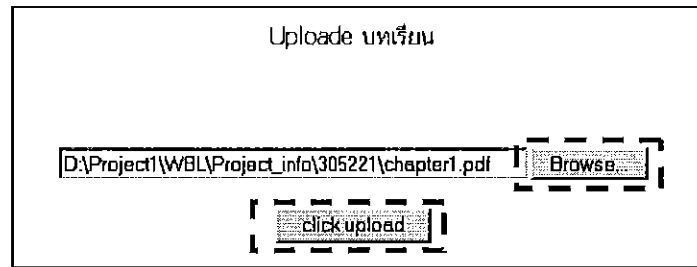 Uploade บทเรียน
D:\Project1\WBL\Project_info\305221\chapter1.pdf Browse...
click upload